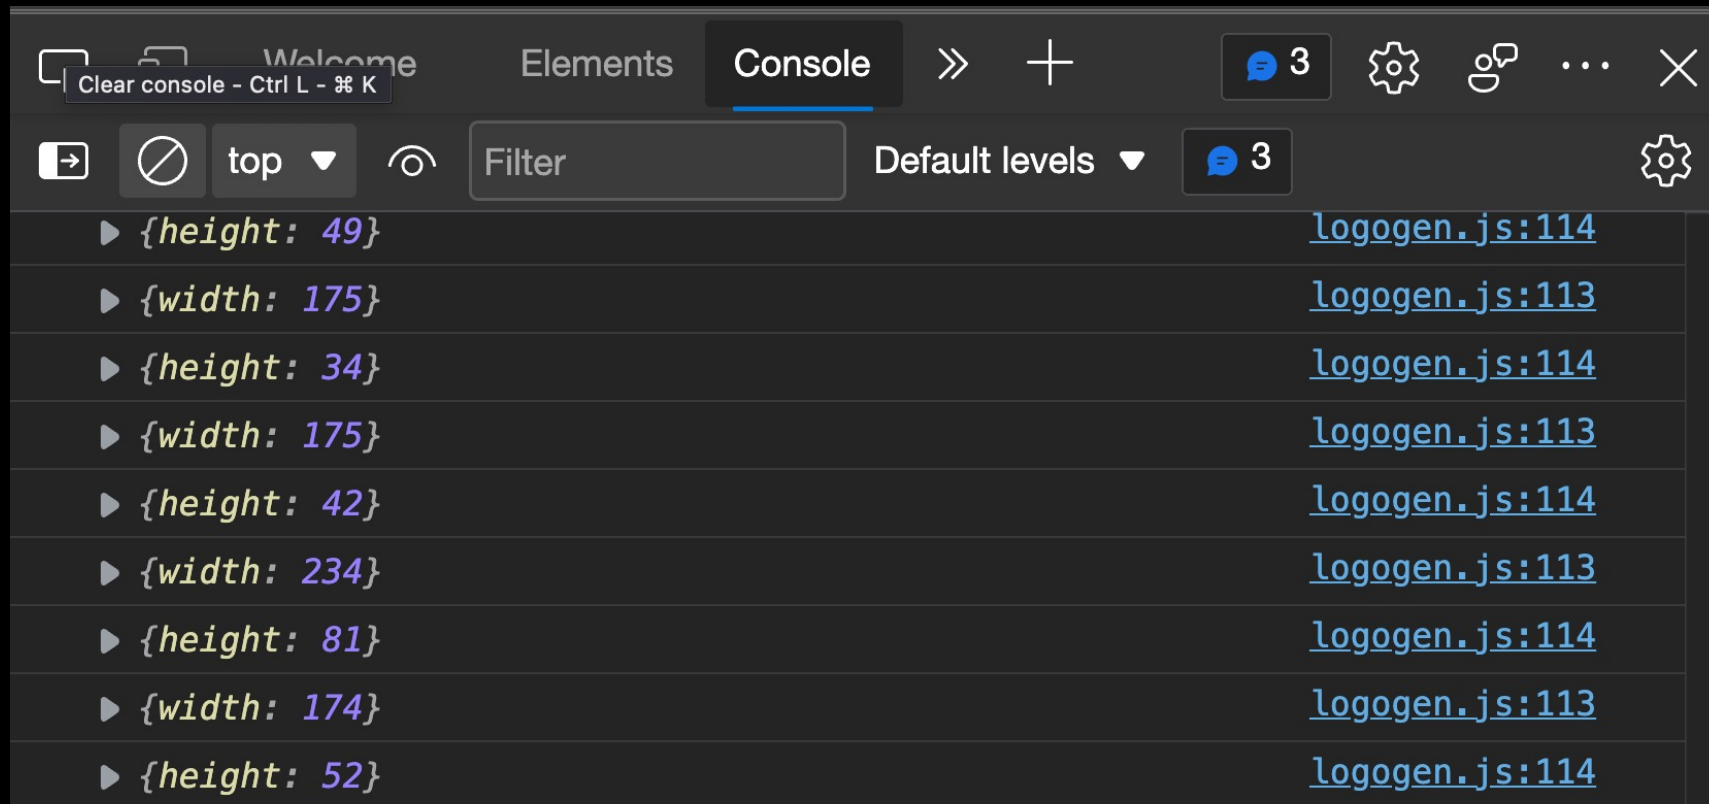 Welcome Elements Console 3
Clear console - Ctrl L - ⌘ K
top Filter Default levels 3
{height: 49} logogen.js:114
{width: 175} logogen.js:113
{height: 34} logogen.js:114
{width: 175} logogen.js:113
{height: 42} logogen.js:114
{width: 234} logogen.js:113
{height: 81} logogen.js:114
{width: 174} logogen.js:113
{height: 52} logogen.js:114